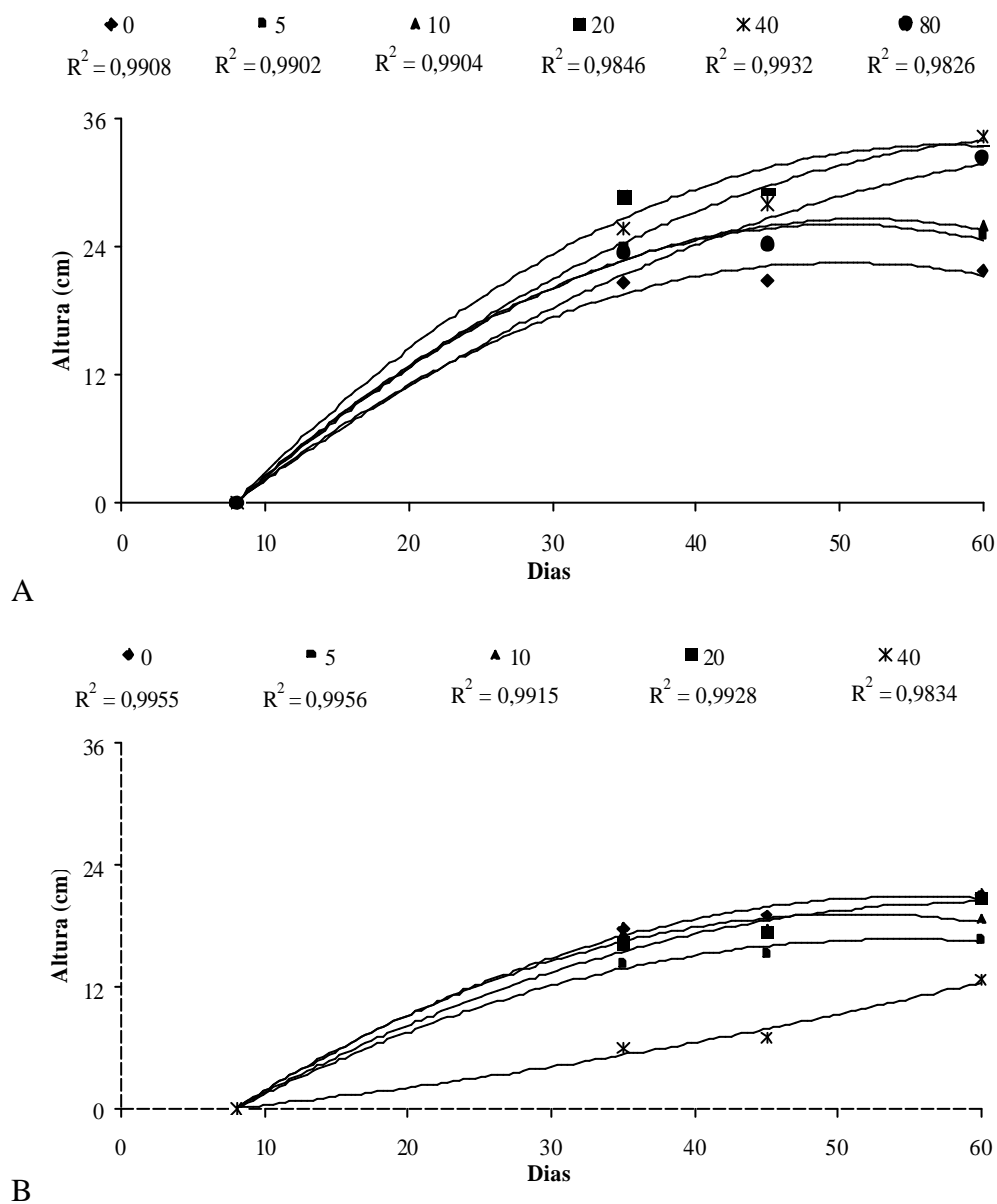 0 5 10 20 40 80
R² = 0,9908 R² = 0,9902 R² = 0,9904 R² = 0,9846 R² = 0,9932 R² = 0,9826
36
24
12
0
Altura (cm)
0 10 20 30 40 50 60
Dias
A
0 5 10 20 40
R² = 0,9955 R² = 0,9956 R² = 0,9915 R² = 0,9928 R² = 0,9834
36
24
12
0
Altura (cm)
0 10 20 30 40 50 60
Dias
B